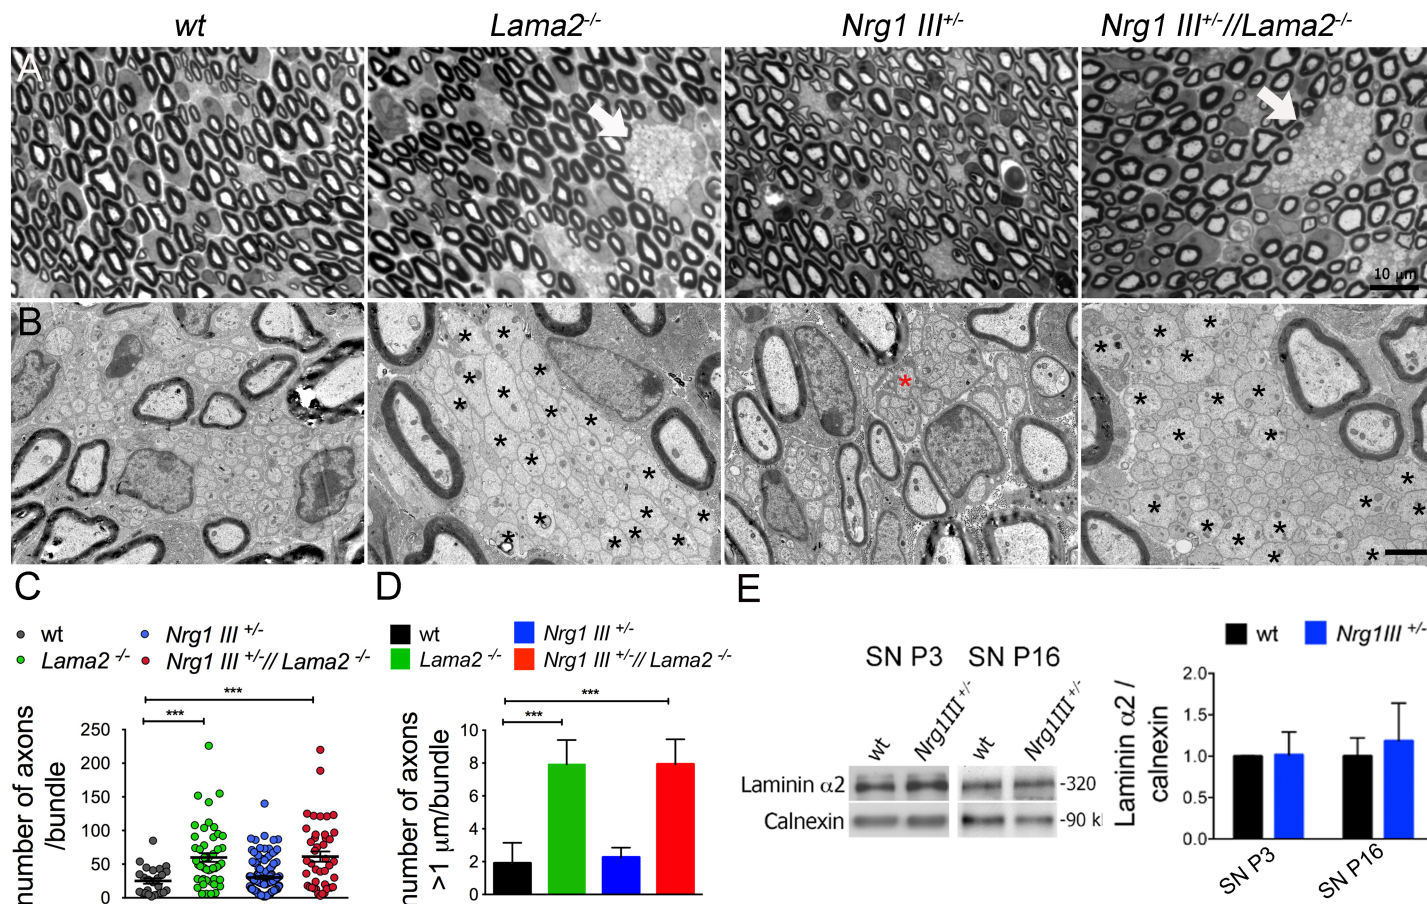 wt Lama2-/- Nrg1 III+/- Nrg1 III+/-//Lama2-/-
A
10 µm
B
C
wt Nrg1 III +/-
Lama2 -/- Nrg1 III +/-// Lama2 -/-
number of axons
/bundle
***
***
250
200
150
100
50
0
D
wt Nrg1 III +/-
Lama2 -/- Nrg1 III +/-// Lama2 -/-
number of axons
>1 µm/bundle
***
***
10
8
6
4
2
0
E
SN P3 SN P16
wt Nrg1III+/- wt Nrg1III+/-
Laminin α2 -320
Calnexin -90 k
wt Nrg1III +/-
Laminin α2 /
calnexin
2.0
1.5
1.0
0.5
0.0
SN P3 SN P16